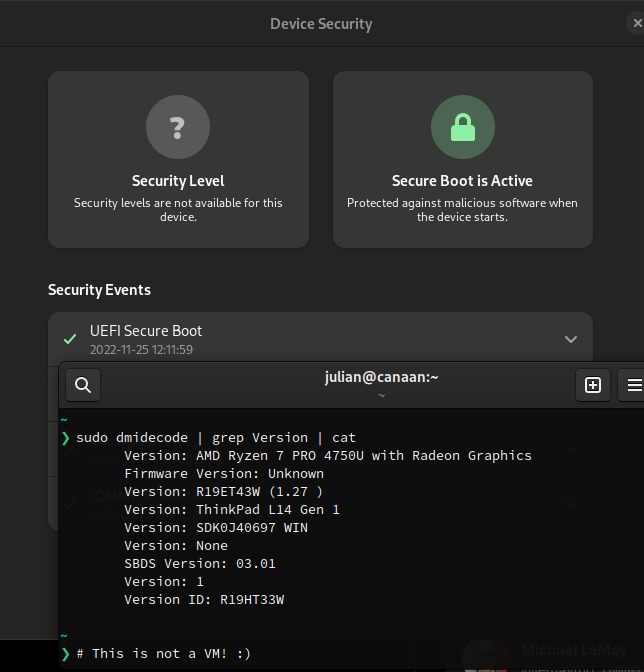 Device Security
Security Level
Security levels are not available for this
device.
Secure Boot is Active
Protected against malicious software when
the device starts.
Security Events
UEFI Secure Boot
2022-11-25 12:11:59
julian@canaan:~
~
~
❯ sudo dmidecode | grep Version | cat
Version: AMD Ryzen 7 PRO 4750U with Radeon Graphics
Firmware Version: Unknown
Version: R19ET43W (1.27 )
Version: ThinkPad L14 Gen 1
Version: SDK0J40697 WIN
Version: None
SBDS Version: 03.01
Version: 1
Version ID: R19HT33W
~
❯ # This is not a VM! :)
Michael LeMay